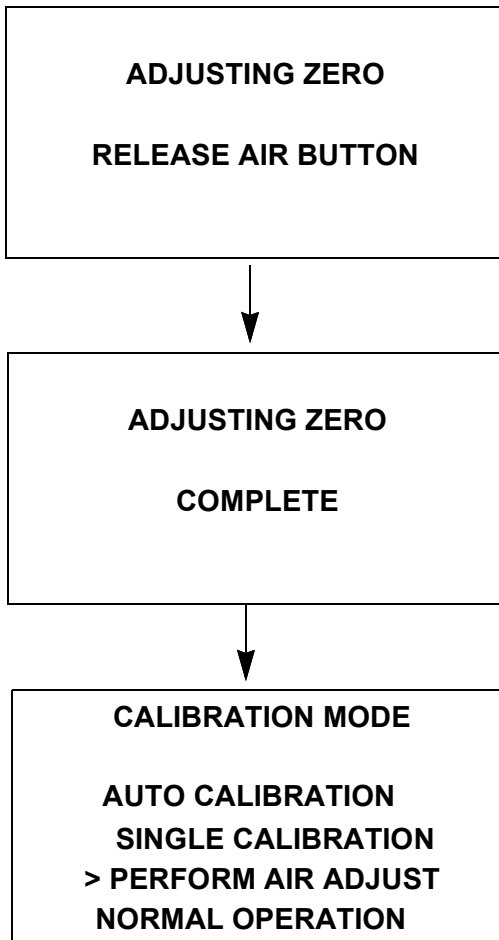 ADJUSTING ZERO
RELEASE AIR BUTTON
ADJUSTING ZERO
COMPLETE
CALIBRATION MODE
AUTO CALIBRATION
SINGLE CALIBRATION
> PERFORM AIR ADJUST
NORMAL OPERATION